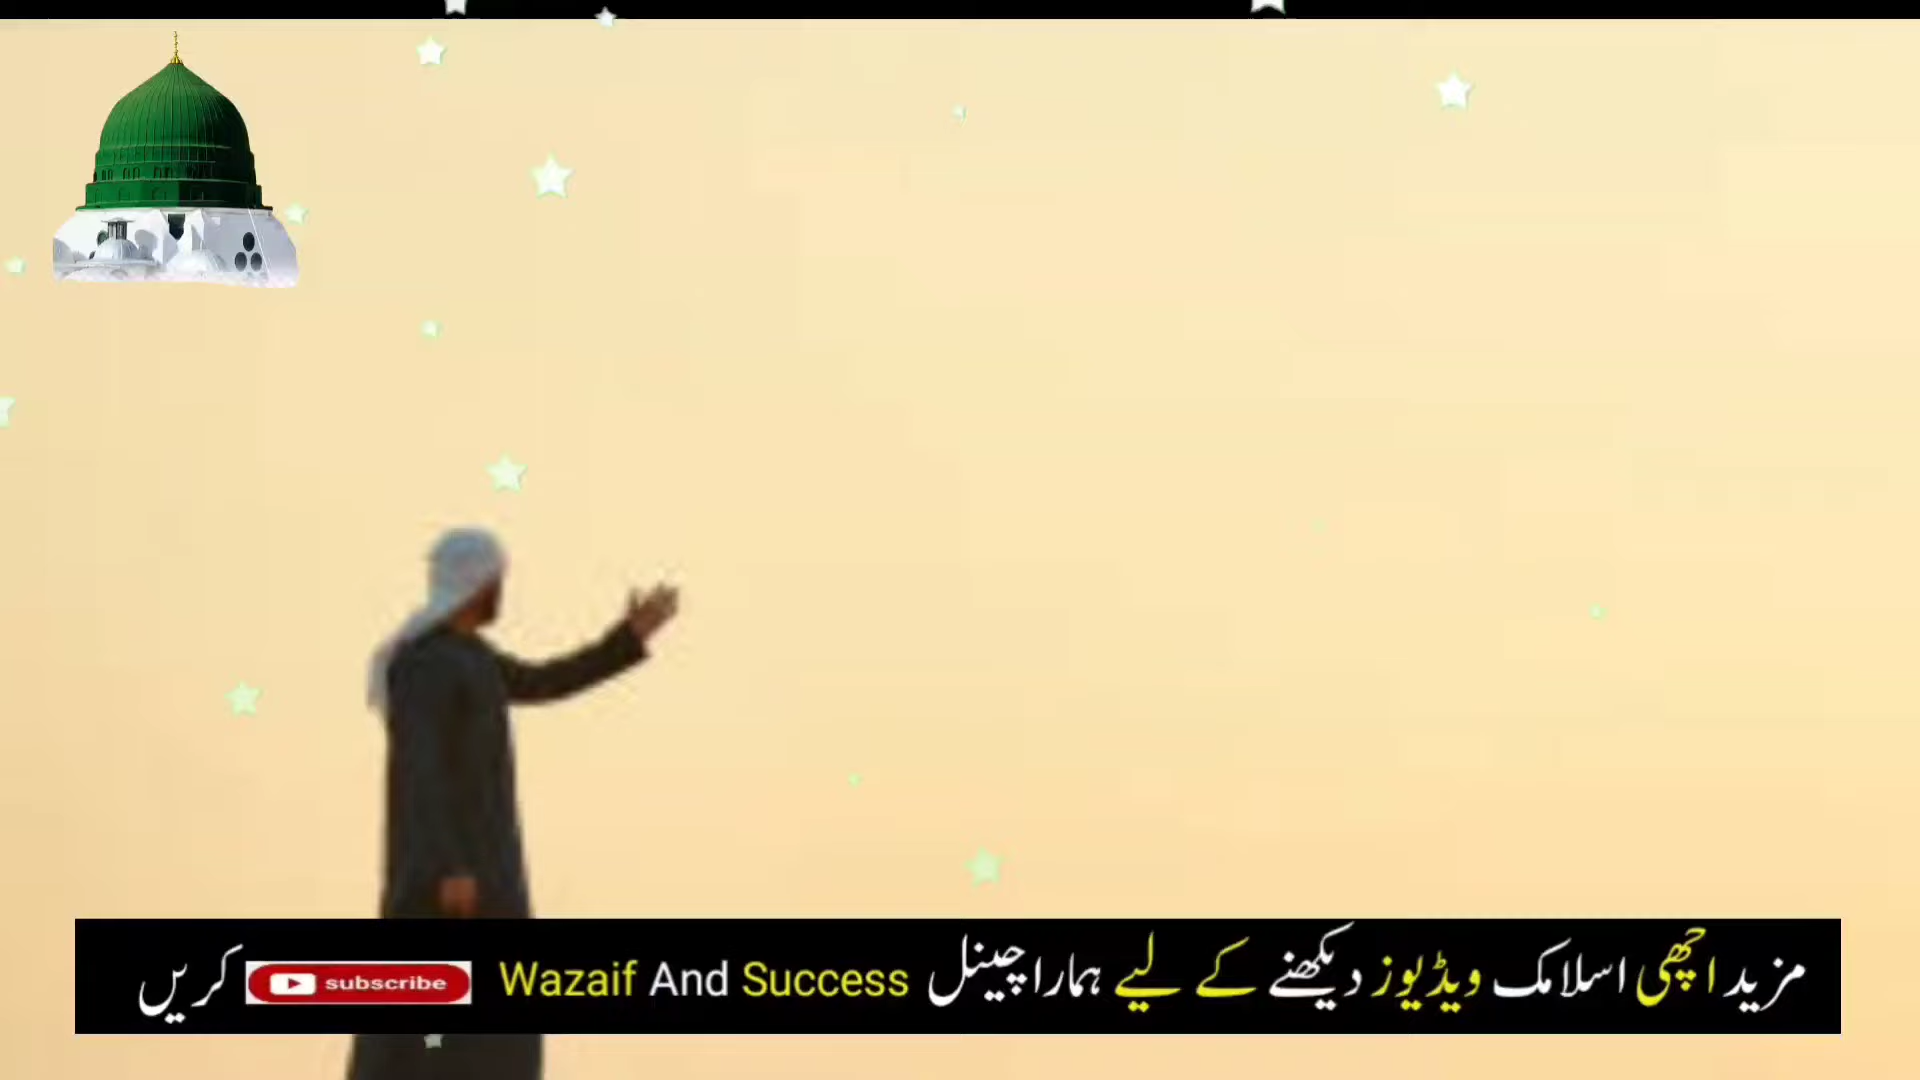 مزید اچھی اسلامک ویڈیوز دیکھنے کے لیے ہمارا چینل Wazaif And Success subscribe کریں